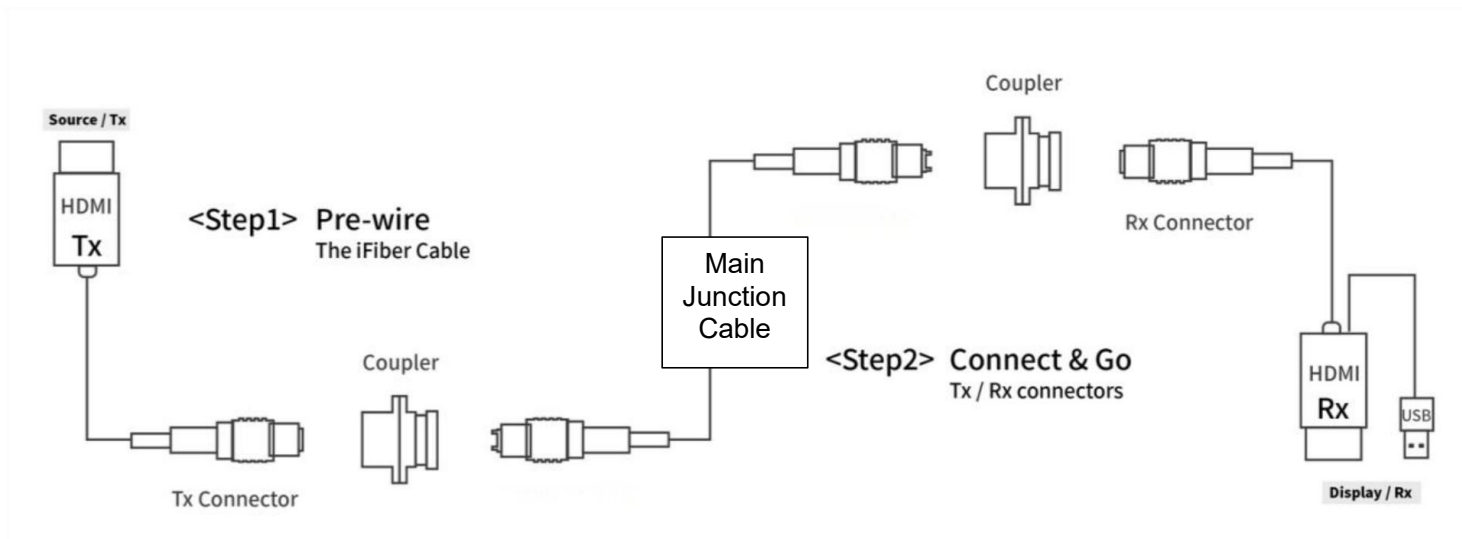 Coupler
Source / Tx
HDMI
Tx
<Step1> Pre-wire
The iFiber Cable
Rx Connector
Main
Junction
Cable
Coupler
<Step2> Connect & Go
Tx / Rx connectors
HDMI
Rx
USB
Tx Connector
Display / Rx